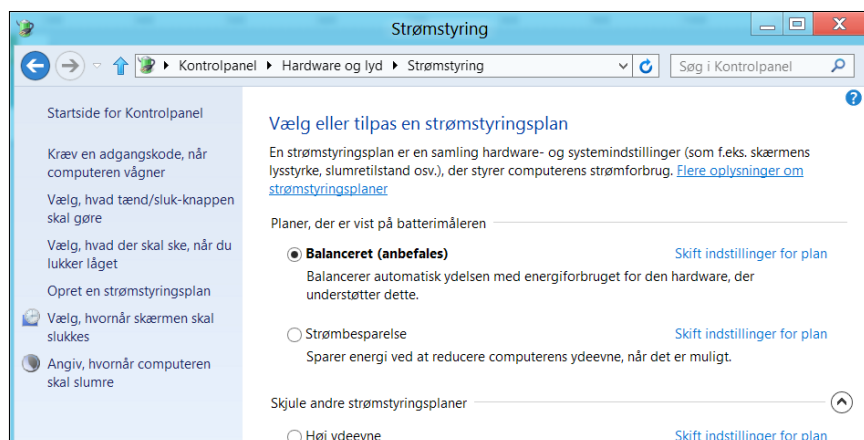 Strømstyring
Kontrolpanel Hardware og lyd Strømstyring
Søg i Kontrolpanel
Startside for Kontrolpanel
Kræv en adgangskode, når
computeren vågner
Vælg, hvad tænd/sluk-knappen
skal gøre
Vælg, hvad der skal ske, når du
lukker låget
Opret en strømstyringsplan
Vælg, hvornår skærmen skal
slukkes
Angiv, hvornår computeren
skal slumre
Vælg eller tilpas en strømstyringsplan
En strømstyringsplan er en samling hardware- og systemindstillinger (som f.eks. skærmens
lysstyrke, slumretilstand osv.), der styrer computerens strømforbrug. Flere oplysninger om
strømstyringsplaner
Planer, der er vist på batterimåleren
Balanceret (anbefales) Skift indstillinger for plan
Balancerer automatisk ydelsen med energiforbruget for den hardware, der
understøtter dette.
Strømbesparelse Skift indstillinger for plan
Sparer energi ved at reducere computerens ydeevne, når det er muligt.
Skjule andre strømstyringsplaner
Høj ydeevne Skift indstillinger for plan